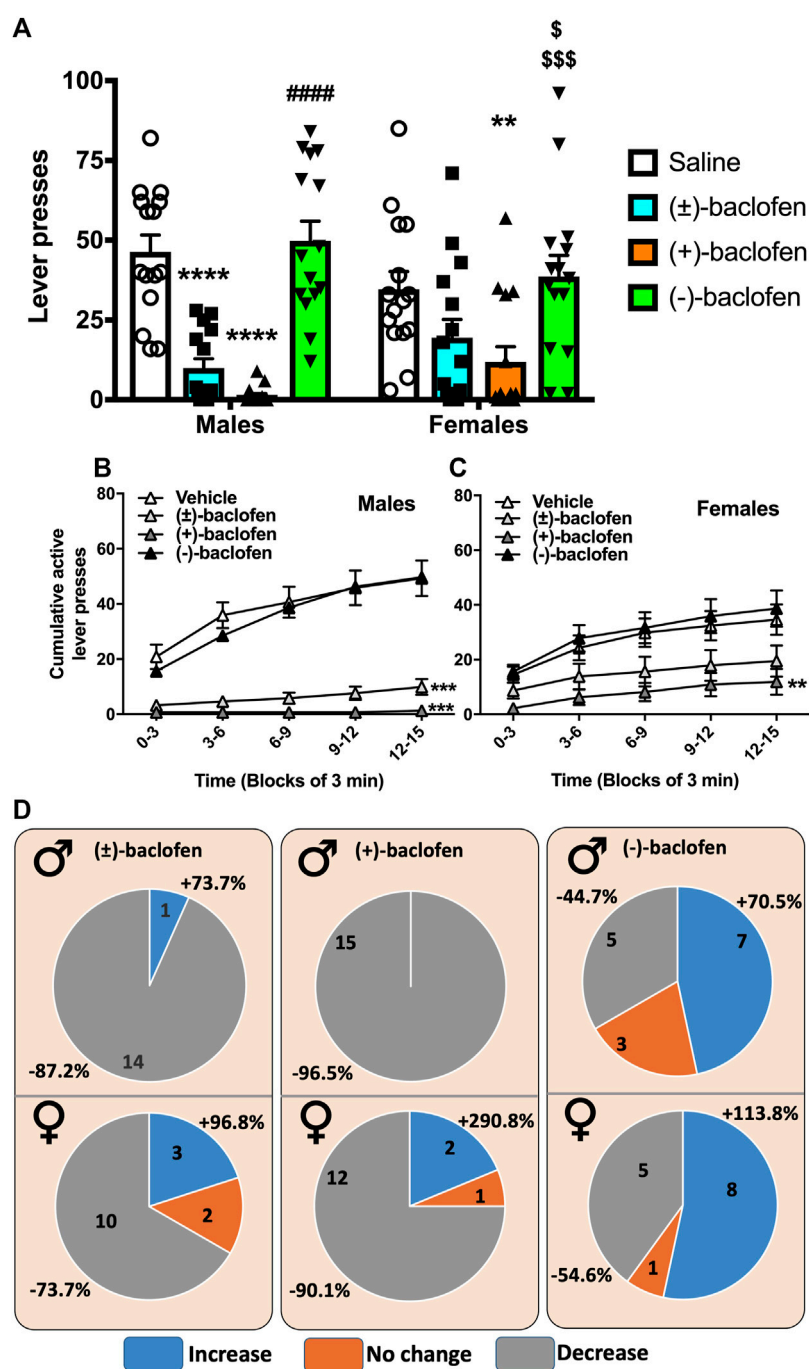 A
$
$$$
####
**
****
****
100
75
50
25
0
Lever presses
Males
Females
Saline
(±)-baclofen
(+)-baclofen
(-)-baclofen
B
Vehicle
(±)-baclofen
(+)-baclofen
(-)-baclofen
Males
80
60
40
20
0
Cumulative active
lever presses
***
***
0-3
3-6
6-9
9-12
12-15
Time (Blocks of 3 min)
C
Vehicle
(±)-baclofen
(+)-baclofen
(-)-baclofen
Females
80
60
40
20
0
**
0-3
3-6
6-9
9-12
12-15
Time (Blocks of 3 min)
D
♂ (±)-baclofen
+73.7%
1
14
-87.2%
♂ (+)-baclofen
15
-96.5%
♂ (-)-baclofen
-44.7%
+70.5%
5
7
3
♀
+96.8%
3
10
2
-73.7%
♀
+290.8%
2
12
1
-90.1%
♀
+113.8%
5
8
1
-54.6%
Increase
No change
Decrease